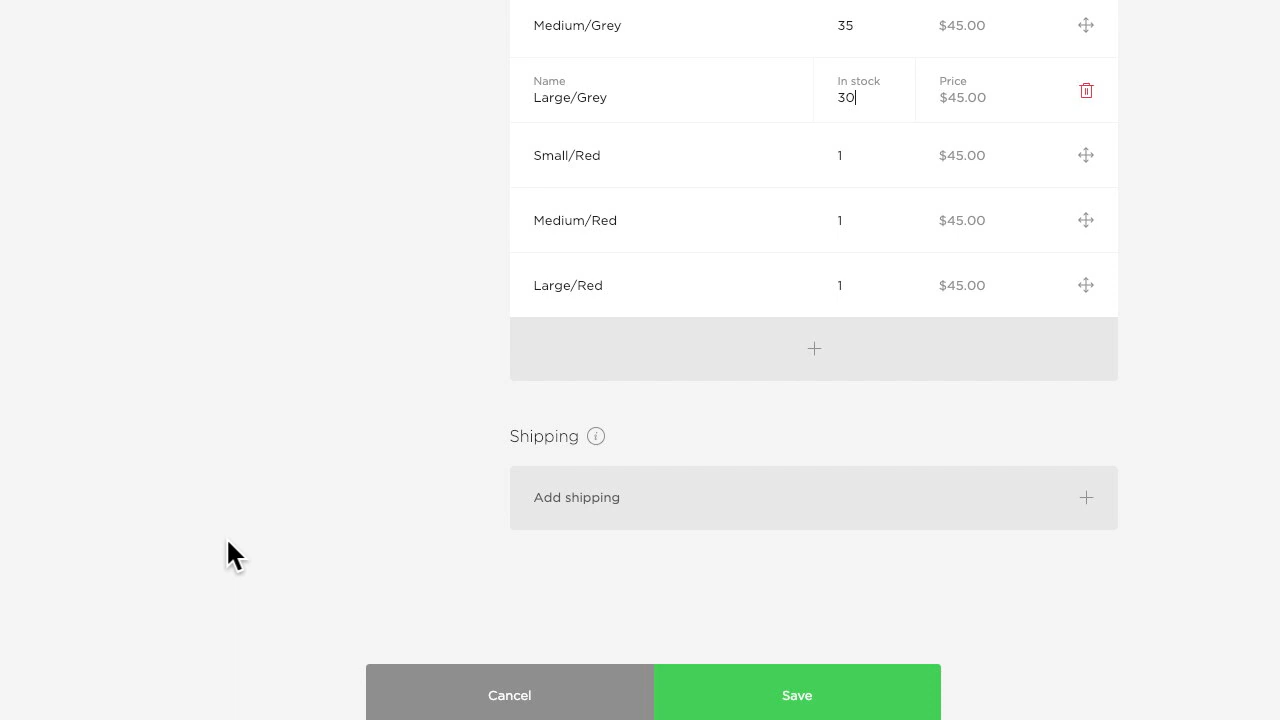 Medium/Grey 35 $45.00
Name In stock Price
Large/Grey 30 $45.00
Small/Red 1 $45.00
Medium/Red 1 $45.00
Large/Red 1 $45.00
Shipping i
Add shipping
Cancel Save